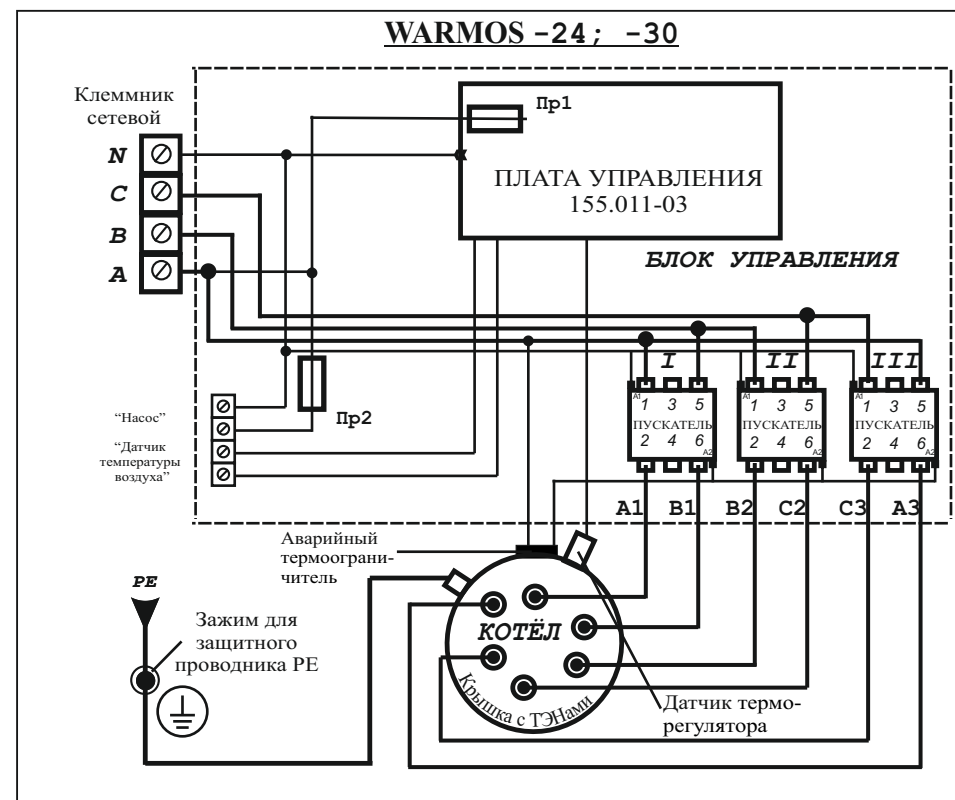 WARMOS -24; -30
Клеммник
сетевой
N
C
B
A
Пр1
ПЛАТА УПРАВЛЕНИЯ
155.011-03
БЛОК УПРАВЛЕНИЯ
Пр2
“Насос”
“Датчик
температуры
воздуха”
I
II
III
A1
1 3 5
ПУСКАТЕЛЬ
2 4 6
A2
A1
1 3 5
ПУСКАТЕЛЬ
2 4 6
A2
A1
1 3 5
ПУСКАТЕЛЬ
2 4 6
A2
A1 B1 B2 C2 C3 A3
Аварийный
термоограни-
читель
PE
Зажим для
защитного
проводника PE
КОТЁЛ
Крышка с ТЭНами
Датчик термо-
регулятора